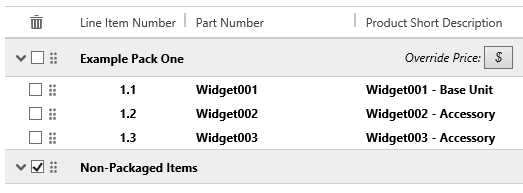 Line Item Number Part Number Product Short Description
Example Pack One Override Price: $
1.1 Widget001 Widget001 - Base Unit
1.2 Widget002 Widget002 - Accessory
1.3 Widget003 Widget003 - Accessory
Non-Packaged Items